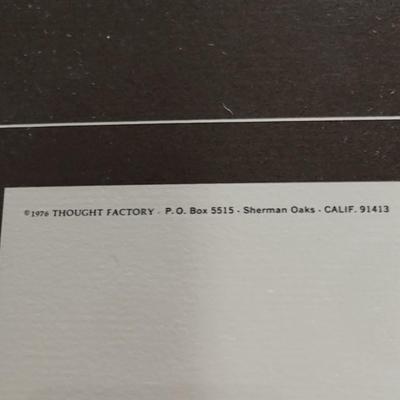 ©1976 THOUGHT FACTORY · P.O. Box 5515 · Sherman Oaks · CALIF. 91413